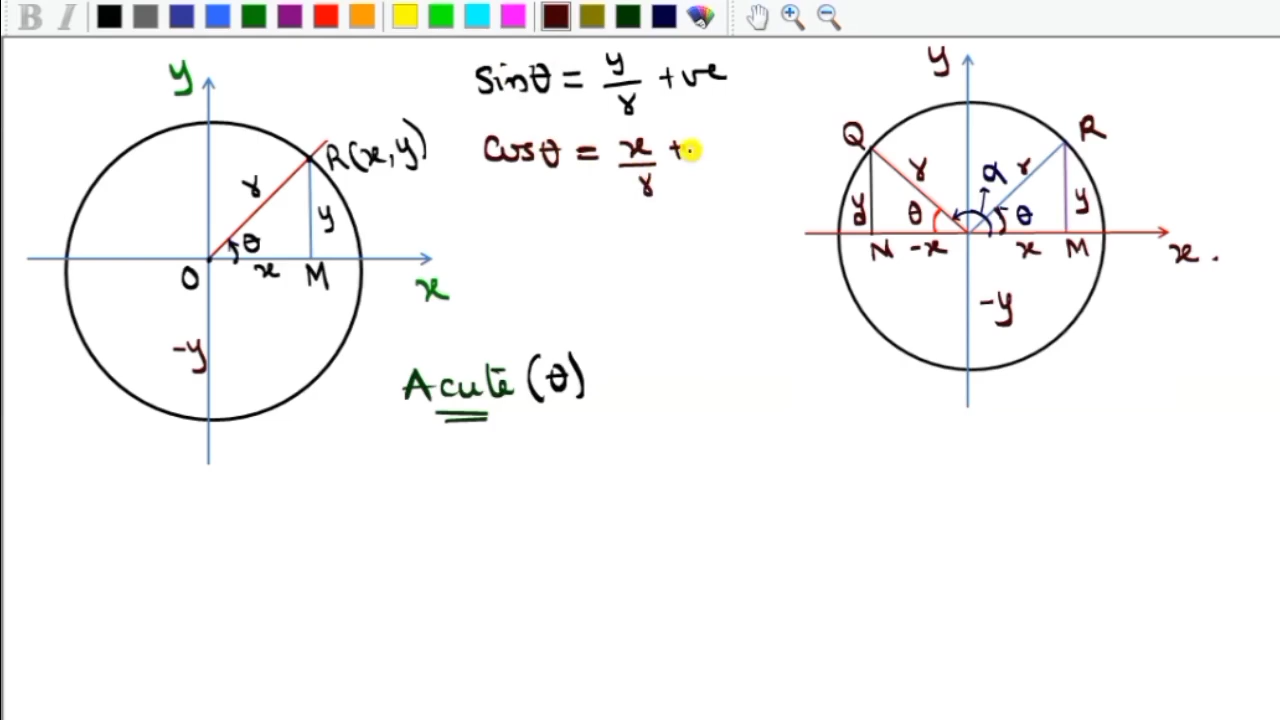 B I
y
sinθ = y/r +ve
R(x,y)
cosθ = x/r +
r
y
θ
O
x
M
x
-y
Acute (θ)
y
Q
R
r
α
r
y
θ
θ
y
N
-x
x
M
x .
-y